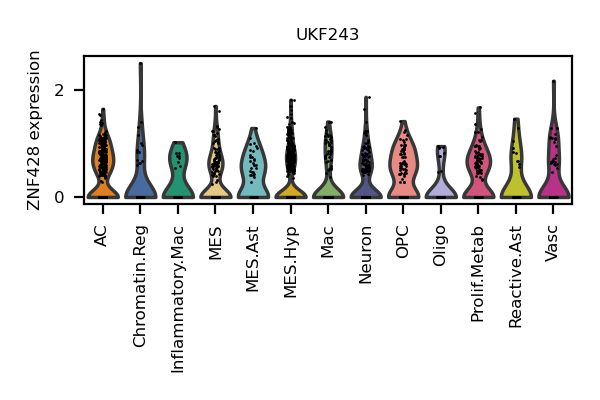 UKF243
ZNF428 expression
2
0
AC
Chromatin.Reg
Inflammatory.Mac
MES
MES.Ast
MES.Hyp
Mac
Neuron
OPC
Oligo
Prolif.Metab
Reactive.Ast
Vasc